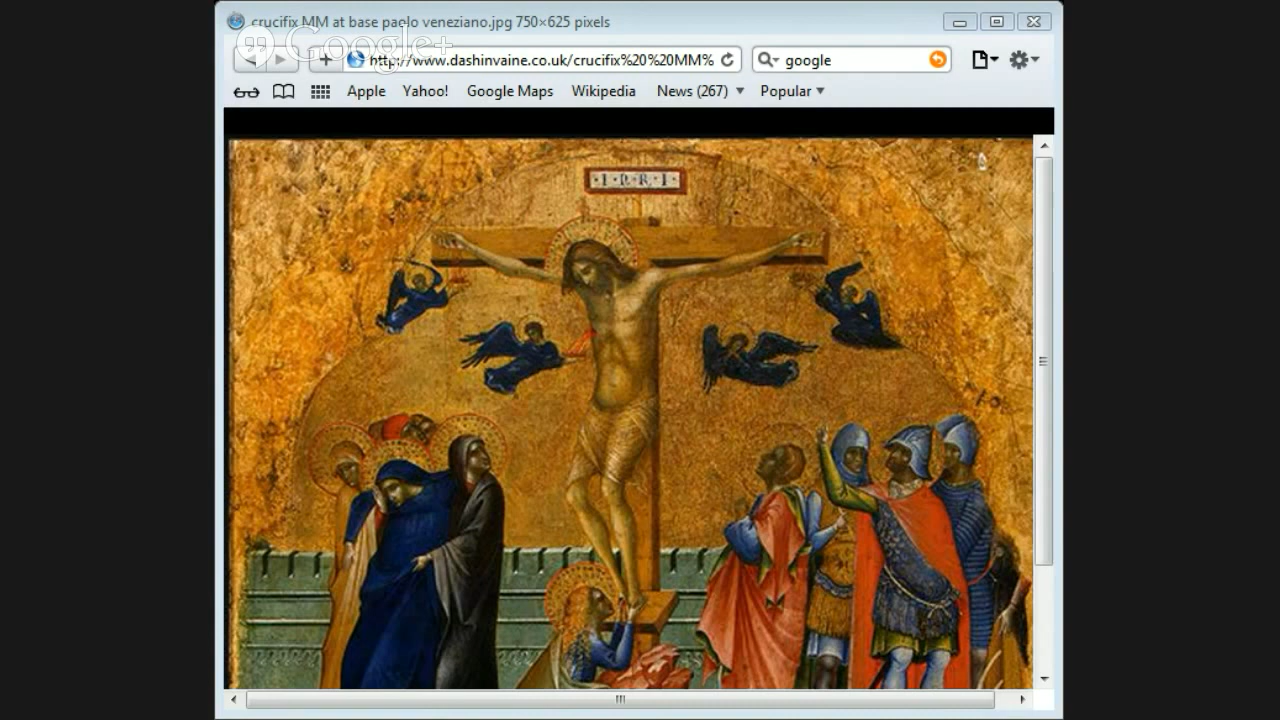 crucifix MM at base paolo veneziano.jpg 750×625 pixels
Google+
http://www.dashinvaine.co.uk/crucifix%20%20MM%
google
Apple Yahoo! Google Maps Wikipedia News (267) Popular